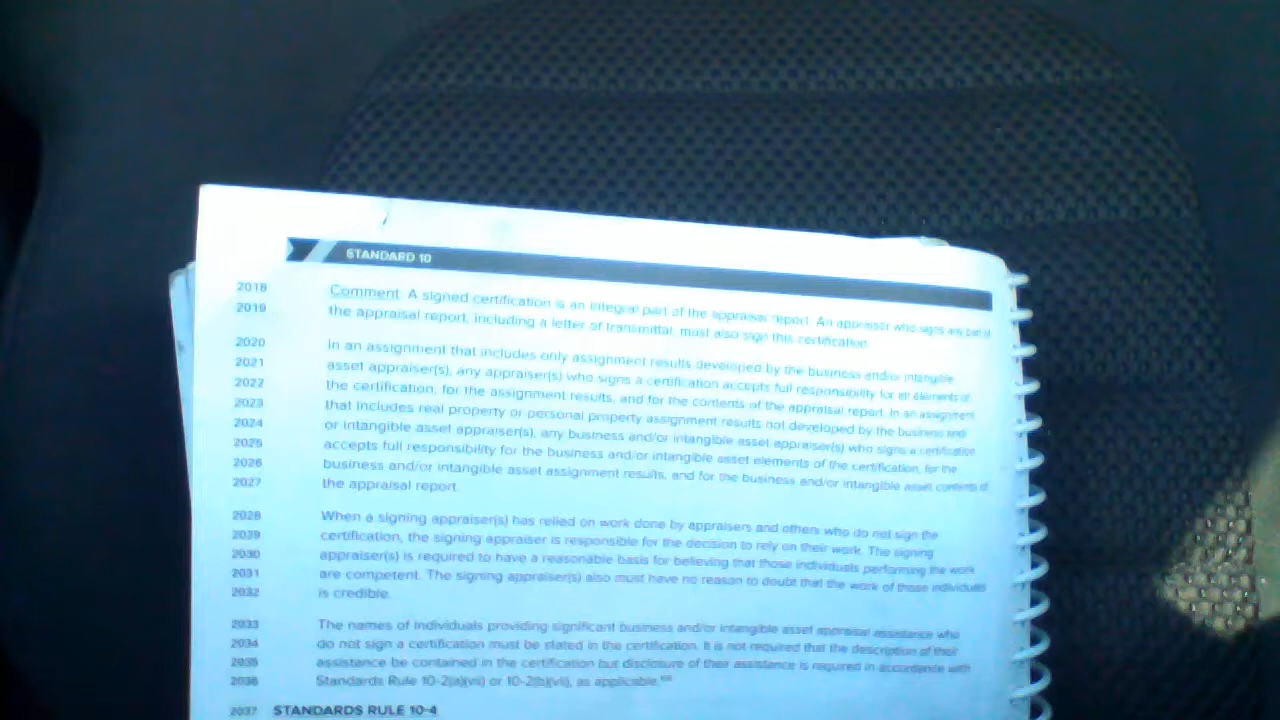 STANDARD 10
2018 Comment: A signed certification is an integral part of the appraisal report. An appraiser who signs any part of
2019 the appraisal report, including a letter of transmittal, must also sign this certification.
2020 In an assignment that includes only assignment results developed by the business and/or intangible
2021 asset appraiser(s), any appraiser(s) who signs a certification accepts full responsibility for all elements of
2022 the certification, for the assignment results, and for the contents of the appraisal report. In an assignment
2023 that includes real property or personal property assignment results not developed by the business and/
2024 or intangible asset appraiser(s), any business and/or intangible asset appraiser(s) who signs a certification
2025 accepts full responsibility for the business and/or intangible asset elements of the certification, for the
2026 business and/or intangible asset assignment results, and for the business and/or intangible asset contents of
2027 the appraisal report.
2028 When a signing appraiser(s) has relied on work done by appraisers and others who do not sign the
2029 certification, the signing appraiser is responsible for the decision to rely on their work. The signing
2030 appraiser(s) is required to have a reasonable basis for believing that those individuals performing the work
2031 are competent. The signing appraiser(s) also must have no reason to doubt that the work of those individuals
2032 is credible.
2033 The names of individuals providing significant business and/or intangible asset appraisal assistance who
2034 do not sign a certification must be stated in the certification. It is not required that the description of their
2035 assistance be contained in the certification but disclosure of their assistance is required in accordance with
2036 Standards Rule 10-2(a)(vii) or 10-2(b)(vii), as applicable.
2037 STANDARDS RULE 10-4